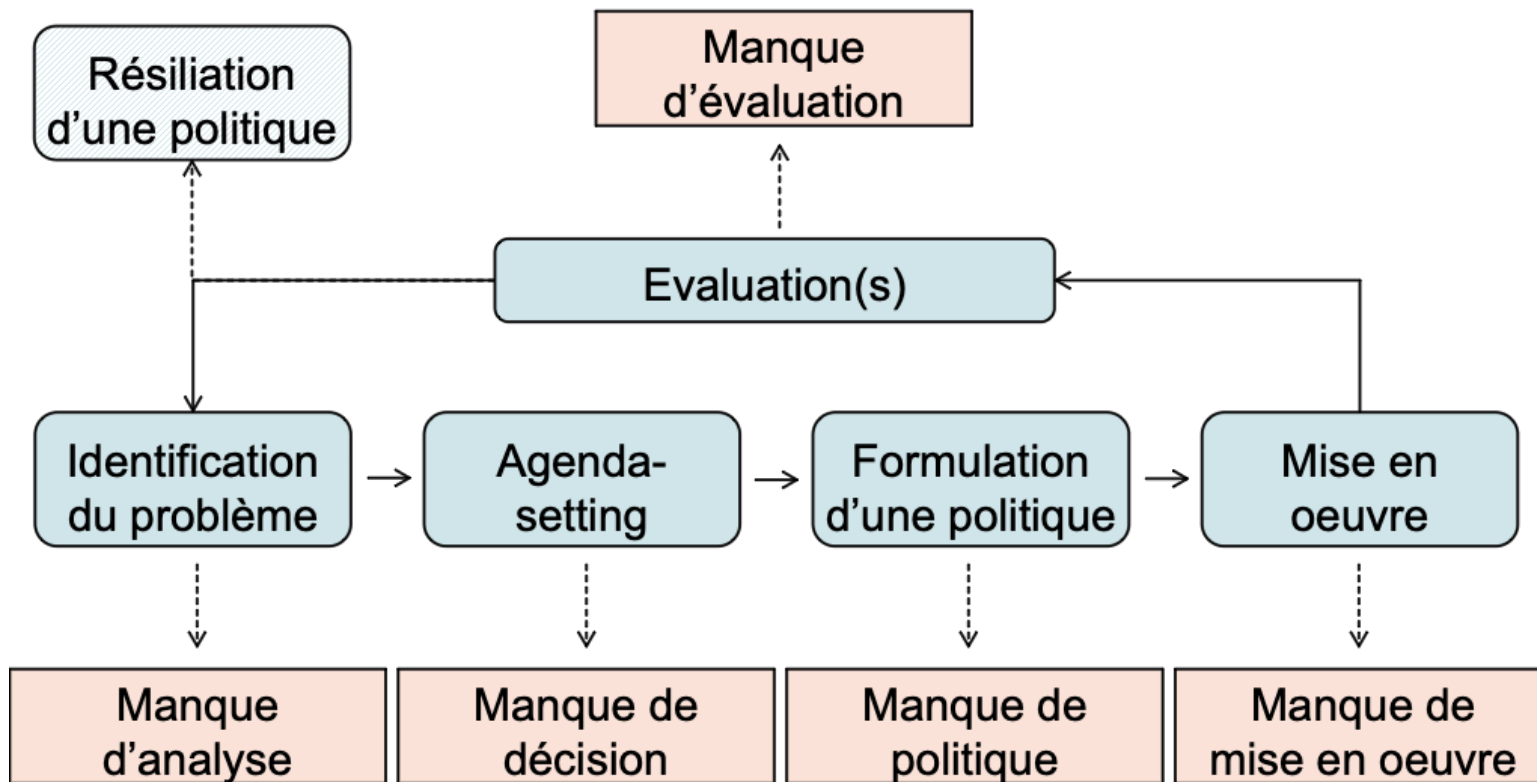 Résiliation
d'une politique
Manque
d'évaluation
Evaluation(s)
Identification
du problème
Agenda-
setting
Formulation
d'une politique
Mise en
oeuvre
Manque
d'analyse
Manque de
décision
Manque de
politique
Manque de
mise en oeuvre